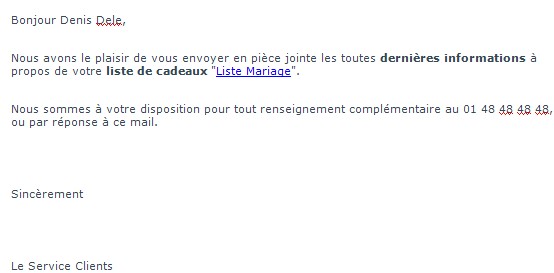 Bonjour Denis Dele,
Nous avons le plaisir de vous envoyer en pièce jointe les toutes dernières informations à
propos de votre liste de cadeaux "Liste Mariage".
Nous sommes à votre disposition pour tout renseignement complémentaire au 01 48 48 48 48,
ou par réponse à ce mail.
Sincèrement
Le Service Clients